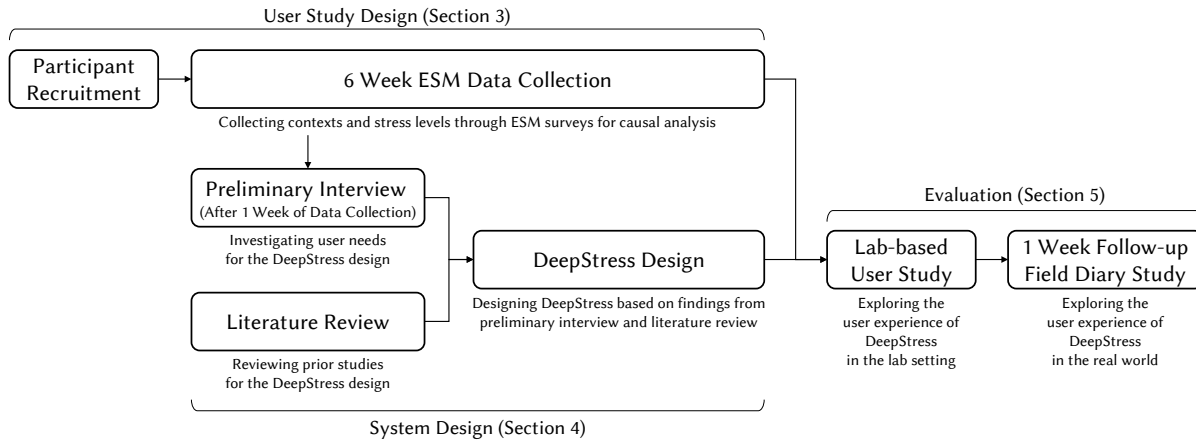 User Study Design (Section 3)
Participant
Recruitment
6 Week ESM Data Collection
Collecting contexts and stress levels through ESM surveys for causal analysis
Preliminary Interview
(After 1 Week of Data Collection)
Investigating user needs
for the DeepStress design
Literature Review
Reviewing prior studies
for the DeepStress design
DeepStress Design
Designing DeepStress based on findings from
preliminary interview and literature review
System Design (Section 4)
Evaluation (Section 5)
Lab-based
User Study
Exploring the
user experience of
DeepStress
in the lab setting
1 Week Follow-up
Field Diary Study
Exploring the
user experience of
DeepStress
in the real world